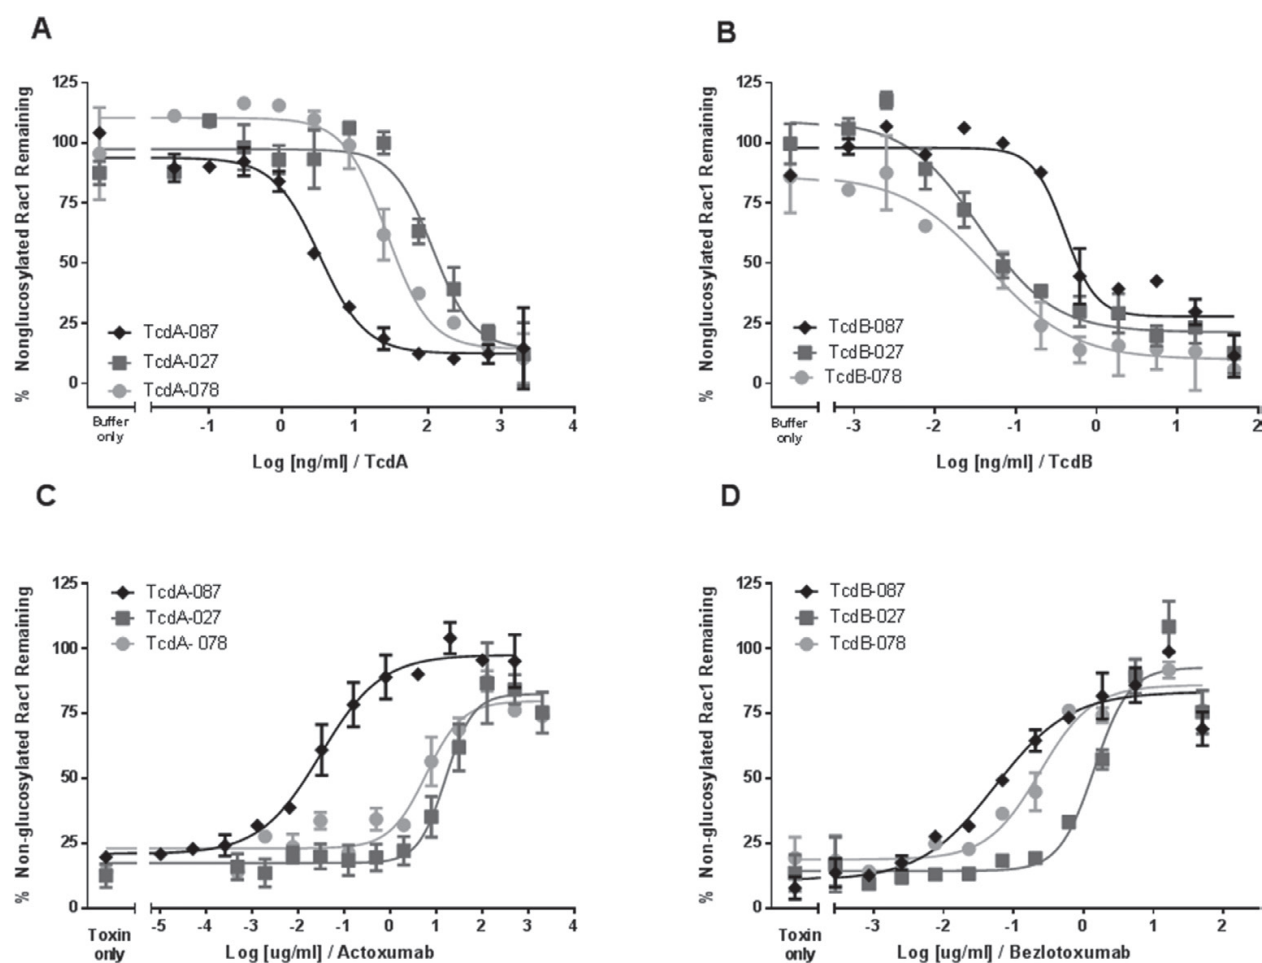 A
% Nonglucosylated Rac1 Remaining
125
100
75
50
25
0
TcdA-087
TcdA-027
TcdA-078
Buffer only
-1
0
1
2
3
4
Log [ng/ml] / TcdA
B
% Nonglucosylated Rac1 Remaining
125
100
75
50
25
0
TcdB-087
TcdB-027
TcdB-078
Buffer only
-3
-2
-1
0
1
2
Log [ng/ml] / TcdB
C
% Non-glucosylated Rac1 Remaining
125
100
75
50
25
0
TcdA-087
TcdA-027
TcdA- 078
Toxin only
-5
-4
-3
-2
-1
0
1
2
3
4
Log [ug/ml] / Actoxumab
D
% Non-glucosylated Rac1 Remaining
125
100
75
50
25
0
TcdB-087
TcdB-027
TcdB-078
Toxin only
-3
-2
-1
0
1
2
Log [ug/ml] / Bezlotoxumab